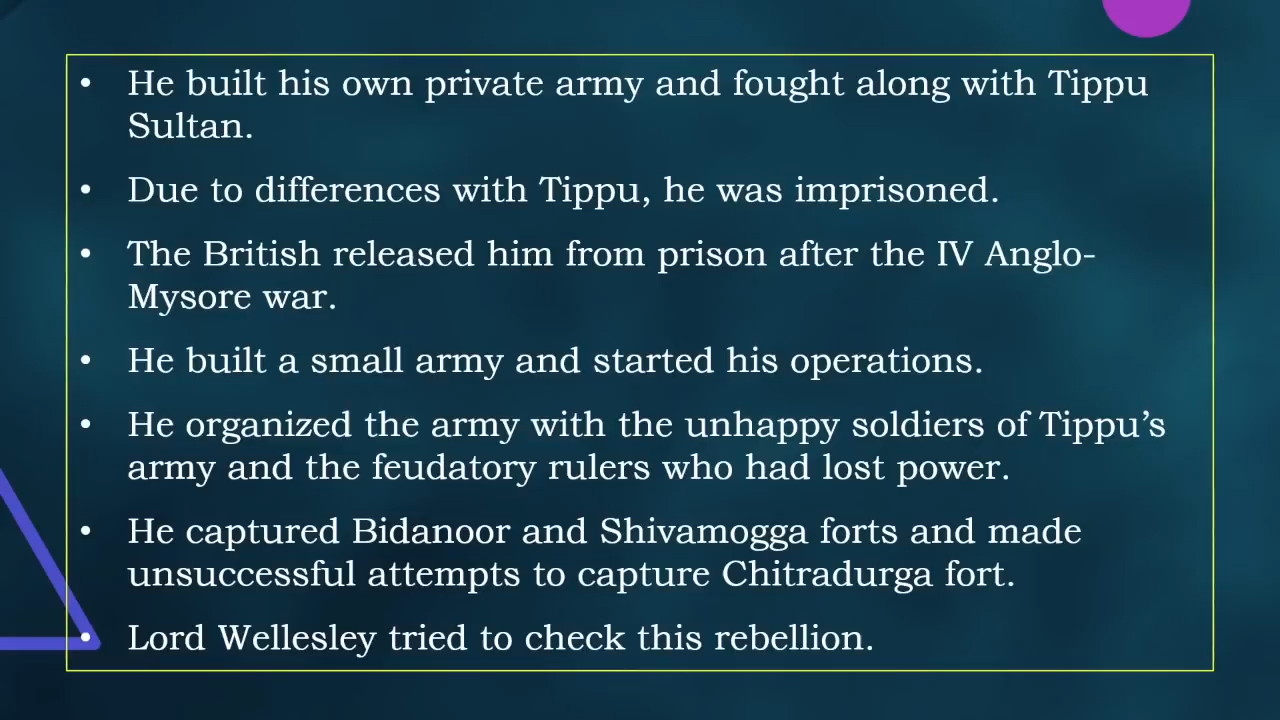 • He built his own private army and fought along with Tippu
Sultan.
• Due to differences with Tippu, he was imprisoned.
• The British released him from prison after the IV Anglo-
Mysore war.
• He built a small army and started his operations.
• He organized the army with the unhappy soldiers of Tippu’s
army and the feudatory rulers who had lost power.
• He captured Bidanoor and Shivamogga forts and made
unsuccessful attempts to capture Chitradurga fort.
• Lord Wellesley tried to check this rebellion.